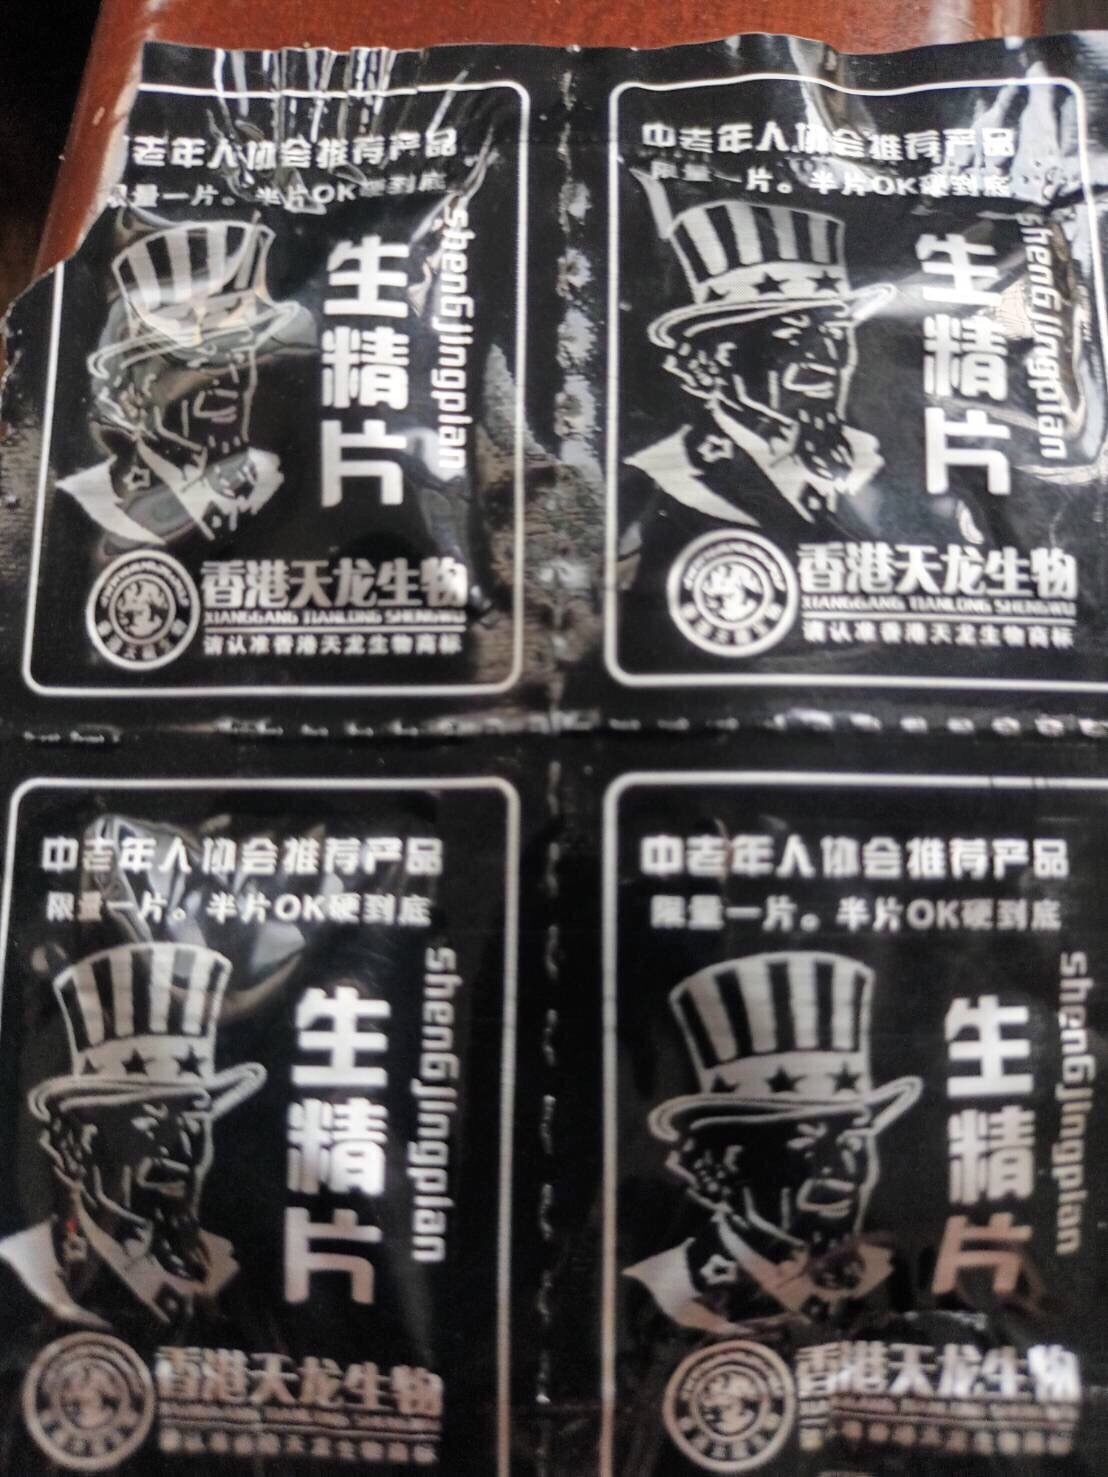 老年人协会推荐产品
限量一片。半片OK硬到底
生精片
shenGjingpian
香港天龙生物
XIANGGANG TIANLONG SHENGWU
请认准香港天龙生物商标
中老年人协会推荐产品
限量一片。半片OK硬到底
生精片
shenGjingpian
香港天龙生物
XIANGGANG TIANLONG SHENGWU
请认准香港天龙生物商标
中老年人协会推荐产品
限量一片。半片OK硬到底
生精片
shenGjingpian
香港天龙生物
中老年人协会推荐产品
限量一片。半片OK硬到底
生精片
shenGjingpian
香港天龙生物